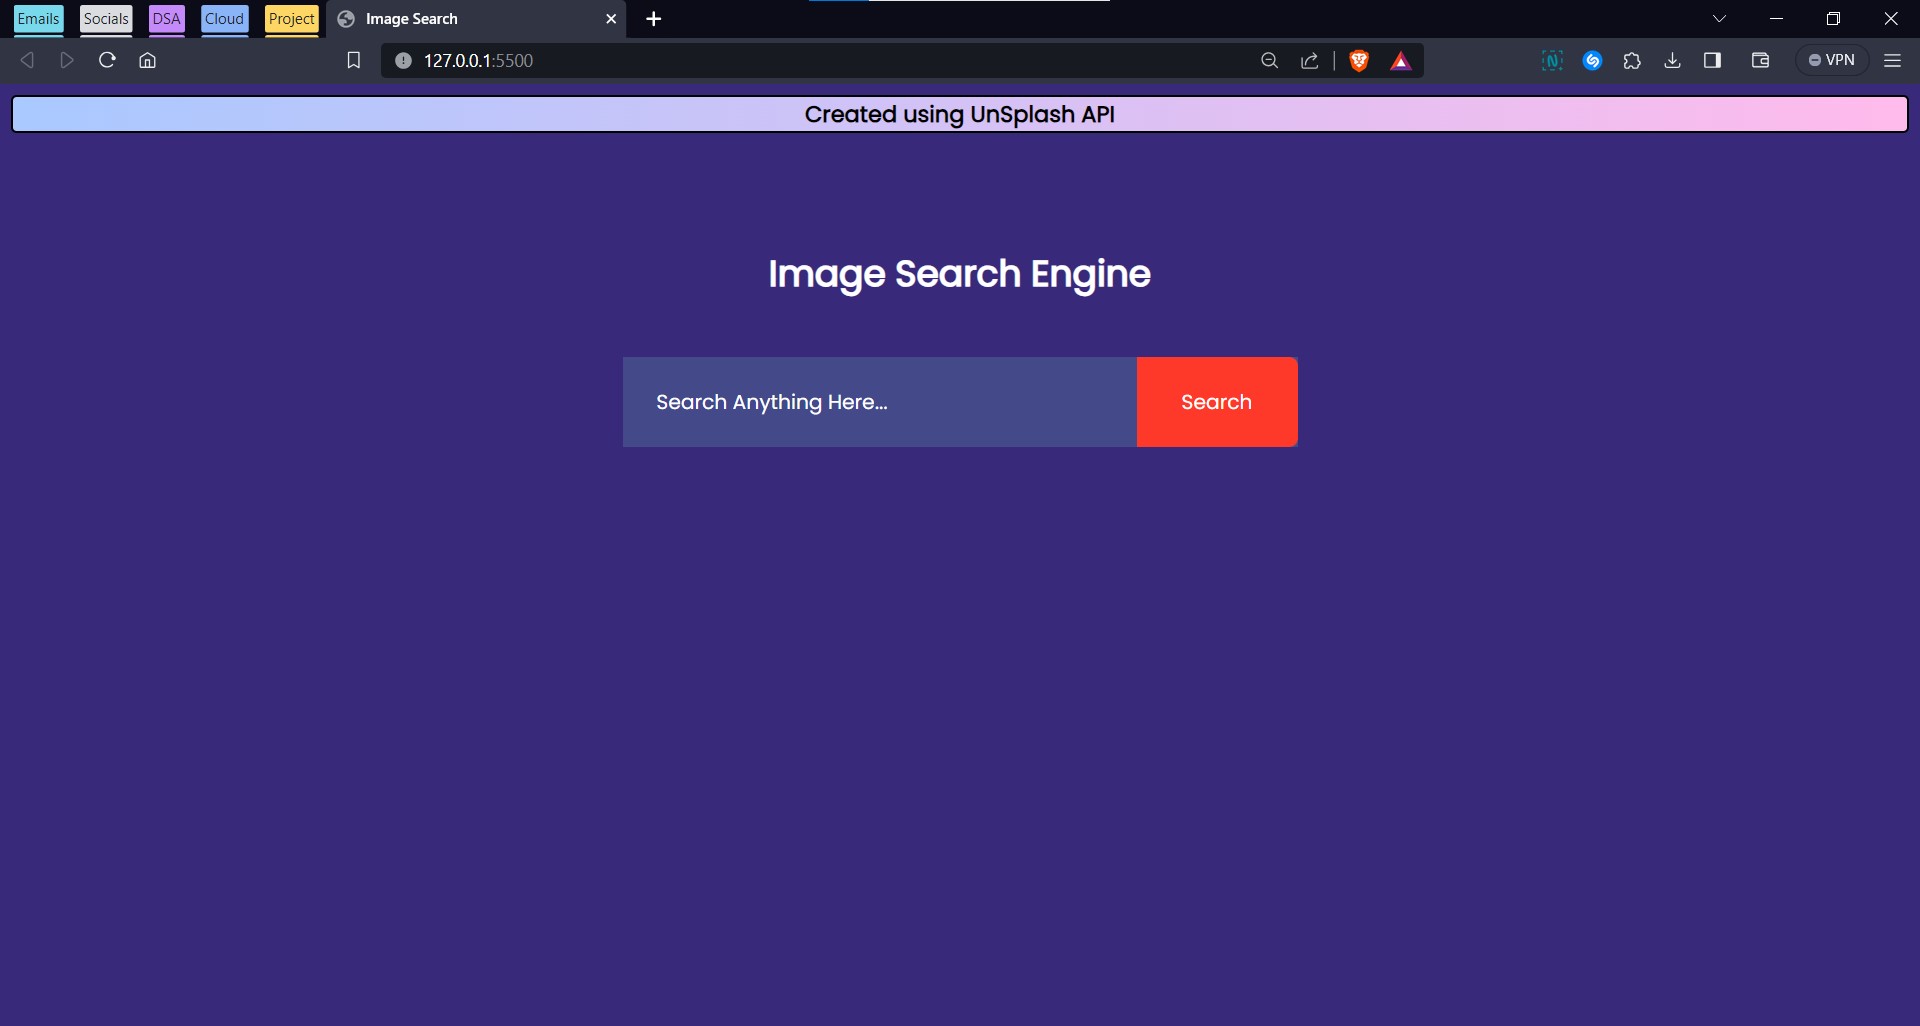 Emails Socials DSA Cloud Project Image Search
127.0.0.1:5500 VPN
Created using UnSplash API
Image Search Engine
Search Anything Here... Search